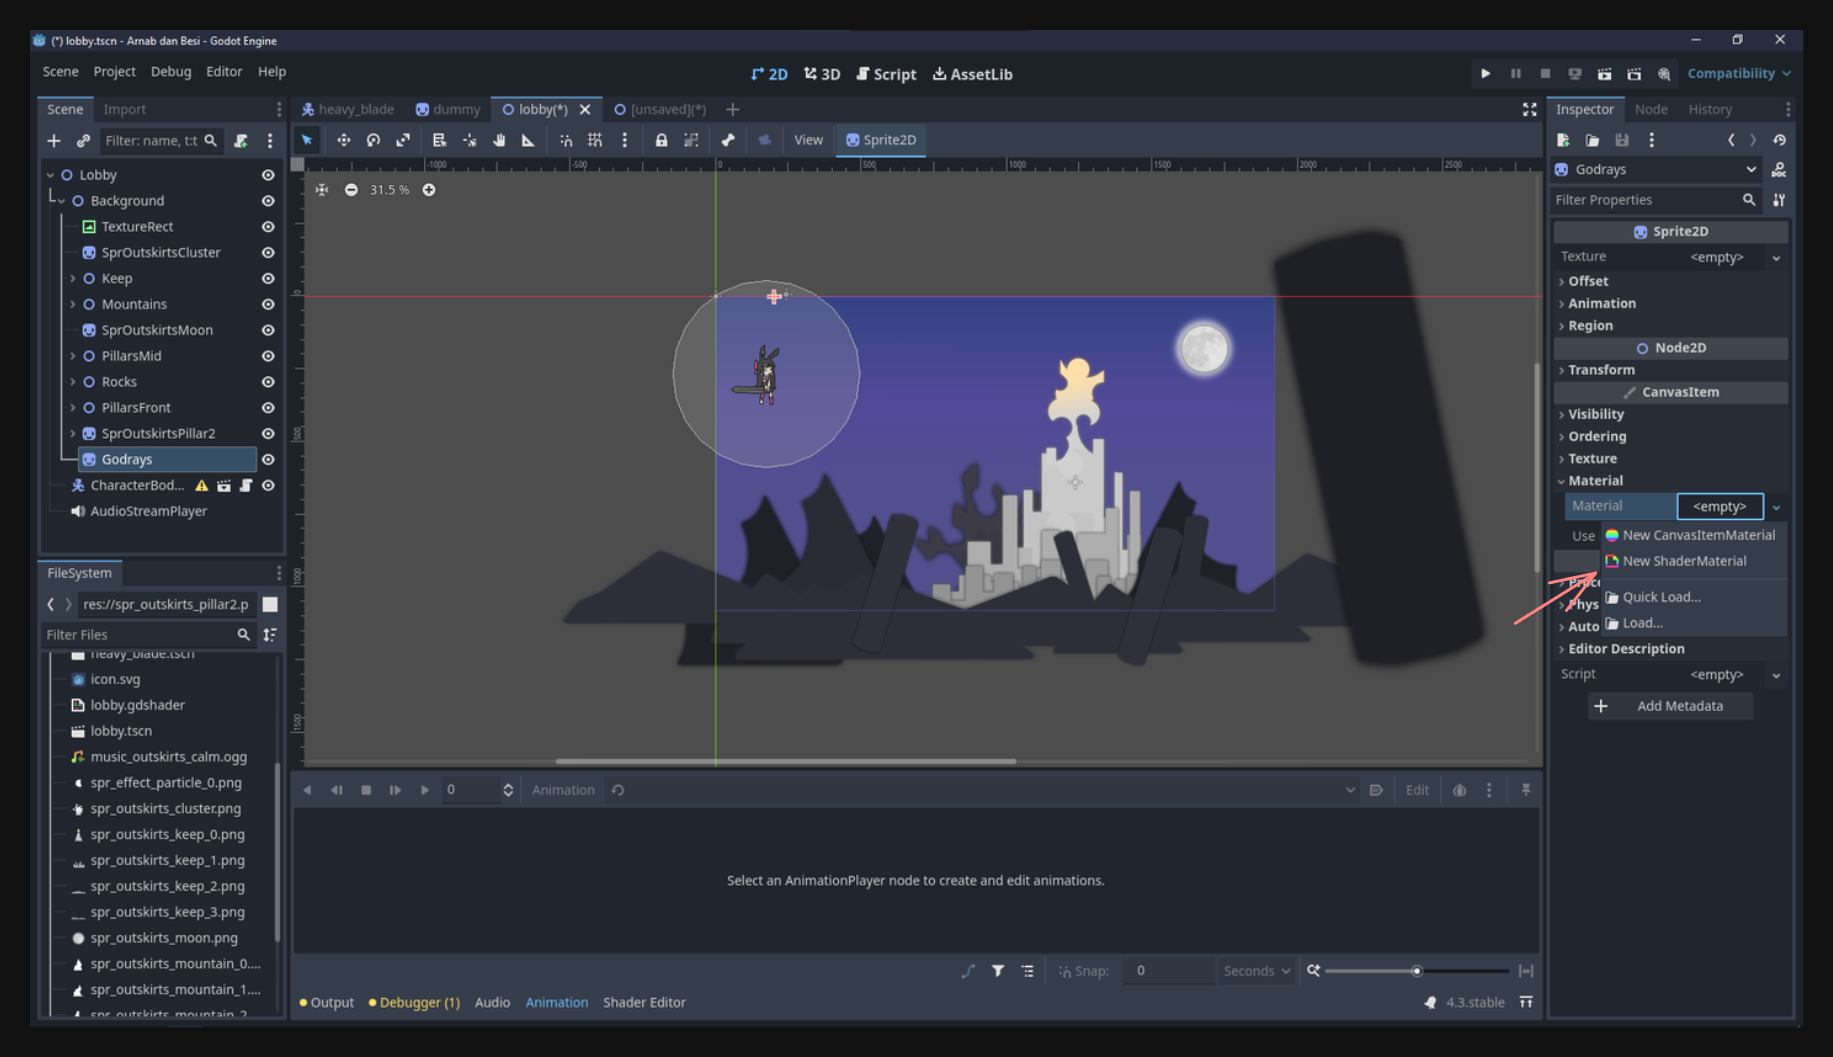 (*) lobby.tscn - Arnab dan Besi - Godot Engine
Scene Project Debug Editor Help
2D 3D Script AssetLib
Compatibility
Scene Import
Filter: name, t:t
Lobby
Background
TextureRect
SprOutskirtsCluster
Keep
Mountains
SprOutskirtsMoon
PillarsMid
Rocks
PillarsFront
SprOutskirtsPillar2
Godrays
CharacterBod...
AudioStreamPlayer
FileSystem
res://spr_outskirts_pillar2.p
Filter Files
heavy_blade.tscn
icon.svg
lobby.gdshader
lobby.tscn
music_outskirts_calm.ogg
spr_effect_particle_0.png
spr_outskirts_cluster.png
spr_outskirts_keep_0.png
spr_outskirts_keep_1.png
spr_outskirts_keep_2.png
spr_outskirts_keep_3.png
spr_outskirts_moon.png
spr_outskirts_mountain_0....
spr_outskirts_mountain_1....
spr_outskirts_mountain_2
heavy_blade dummy lobby(*) [unsaved](*)
View Sprite2D
-1000 -500 0 500 1000 1500 2000 2500
31.5 %
0
500
1000
1500
0 Animation Edit
Select an AnimationPlayer node to create and edit animations.
Snap: 0 Seconds
Output Debugger (1) Audio Animation Shader Editor
4.3.stable
Inspector Node History
Godrays
Filter Properties
Sprite2D
Texture <empty>
Offset
Animation
Region
Node2D
Transform
CanvasItem
Visibility
Ordering
Texture
Material
Material <empty>
Use
New CanvasItemMaterial
New ShaderMaterial
Proce
Quick Load...
Phys
Load...
Auto
Editor Description
Script <empty>
Add Metadata